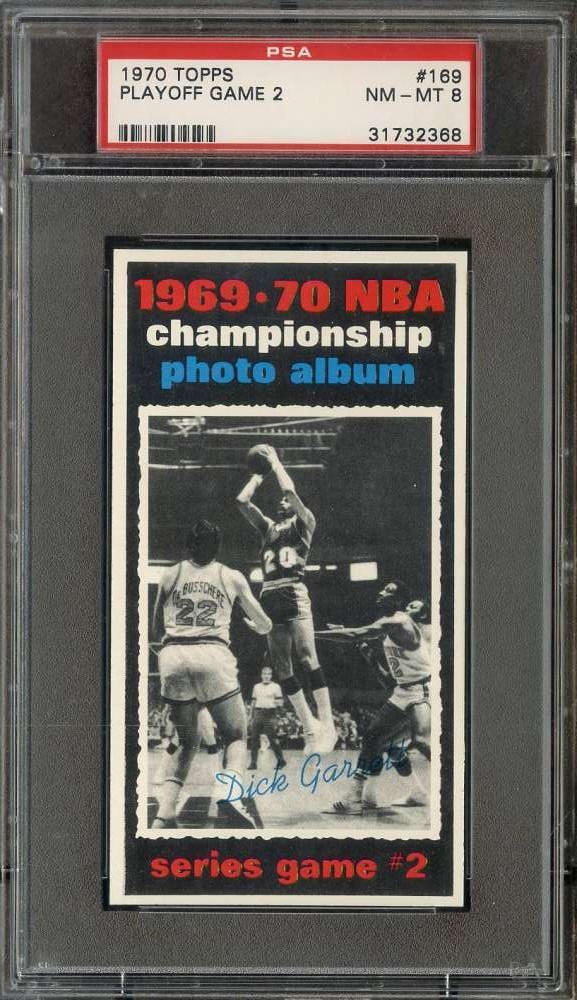 PSA
1970 TOPPS #169
PLAYOFF GAME 2 NM - MT 8
31732368
1969·70 NBA
championship
photo album
20
DEBUSSCHERE
22
Dick Garrett
series game #2